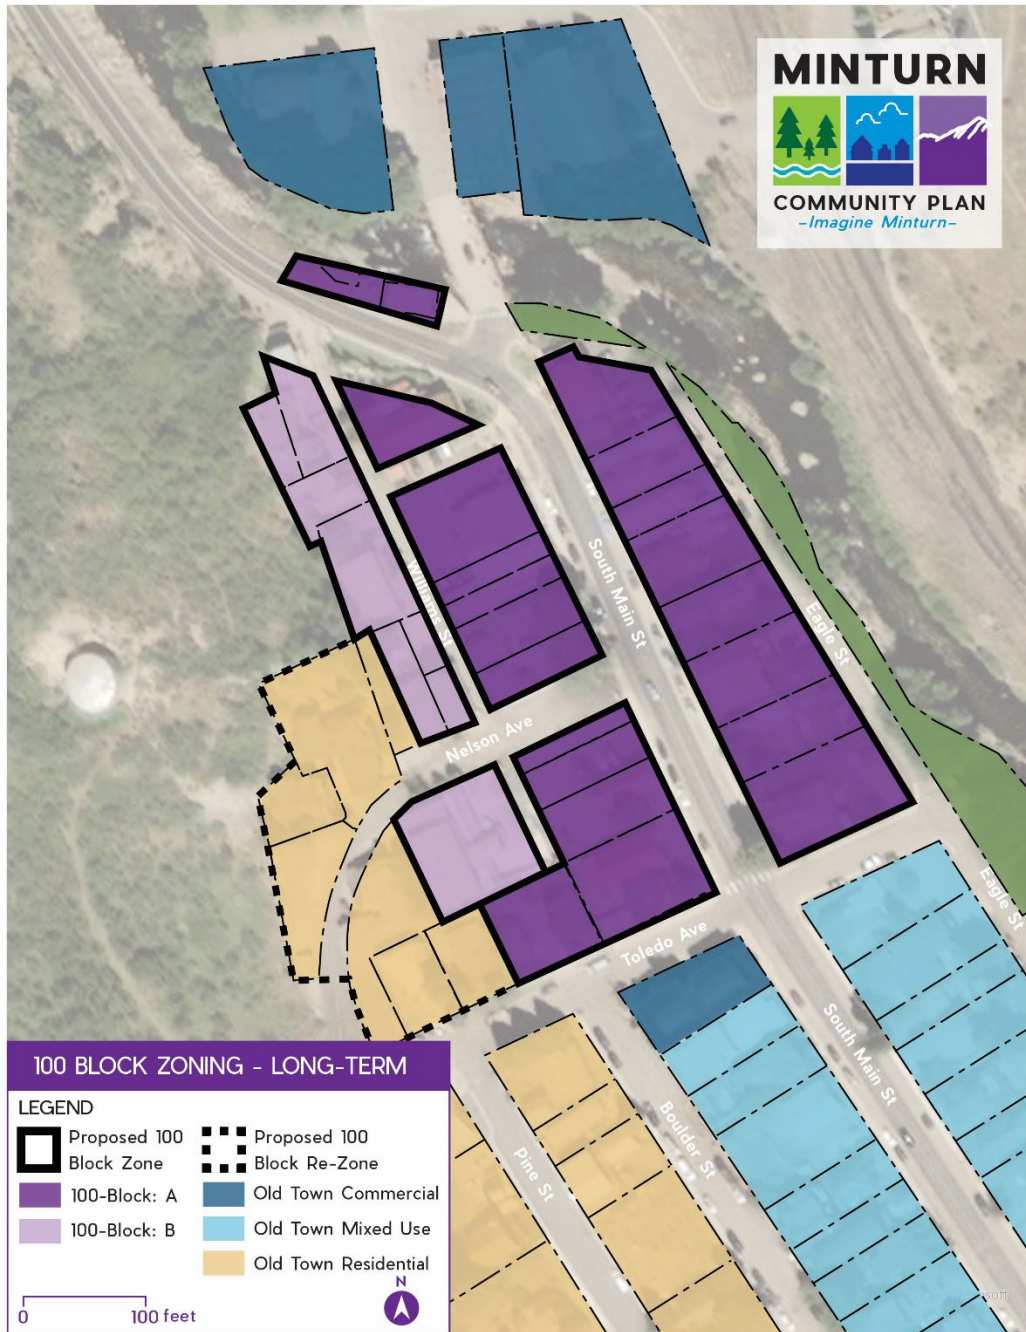 MINTURN
COMMUNITY PLAN
-Imagine Minturn-
Williams St
South Main St
Eagle St
Nelson Ave
Toledo Ave
Eagle St
South Main St
Boulder St
Pine St
100 BLOCK ZONING - LONG-TERM
LEGEND
Proposed 100
Block Zone
Proposed 100
Block Re-Zone
100-Block: A
Old Town Commercial
100-Block: B
Old Town Mixed Use
Old Town Residential
N
0 100 feet